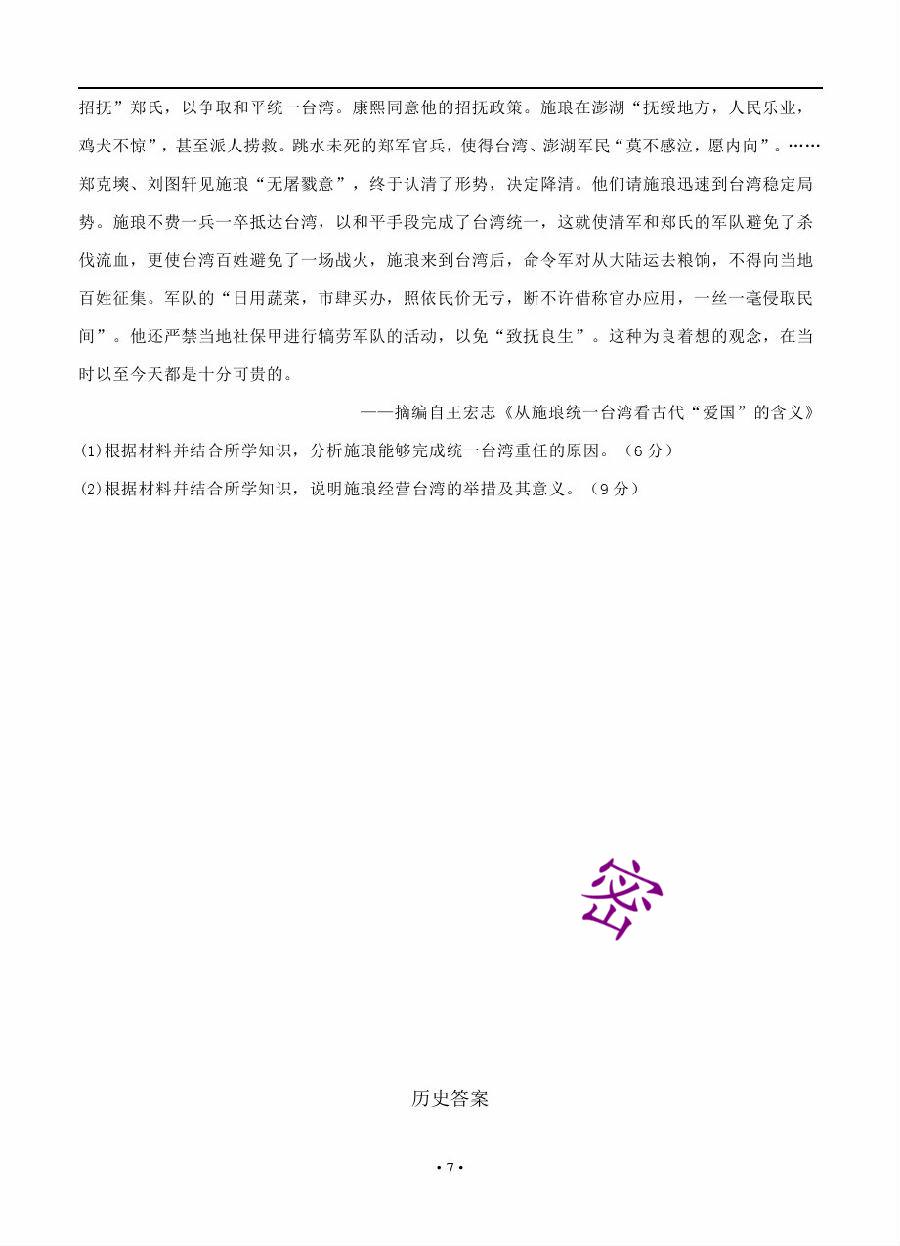 招抚”郑氏，以争取和平统一台湾。康熙同意他的招抚政策。施琅在澎湖“抚绥地方，人民乐业，
鸡犬不惊”，甚至派人捞救。跳水未死的郑军官兵，使得台湾、澎湖军民“莫不感泣，愿内向”。……
郑克塽、刘图轩见施琅“无屠戮意”，终于认清了形势，决定降清。他们请施琅迅速到台湾稳定局
势。施琅不费一兵一卒抵达台湾，以和平手段完成了台湾统一，这就使清军和郑氏的军队避免了杀
伐流血，更使台湾百姓避免了一场战火，施琅来到台湾后，命令军对从大陆运去粮饷，不得向当地
百姓征集。军队的“日用蔬菜，市肆买办，照依民价无亏，断不许借称官办应用，一丝一毫侵取民
间”。他还严禁当地社保甲进行犒劳军队的活动，以免“致抚良生”。这种为良着想的观念，在当
时以至今天都是十分可贵的。
——摘编自王宏志《从施琅统一台湾看古代“爱国”的含义》
(1)根据材料并结合所学知识，分析施琅能够完成统一台湾重任的原因。（6 分）
(2)根据材料并结合所学知识，说明施琅经营台湾的举措及其意义。（9 分）
密
历史答案
• 7 •